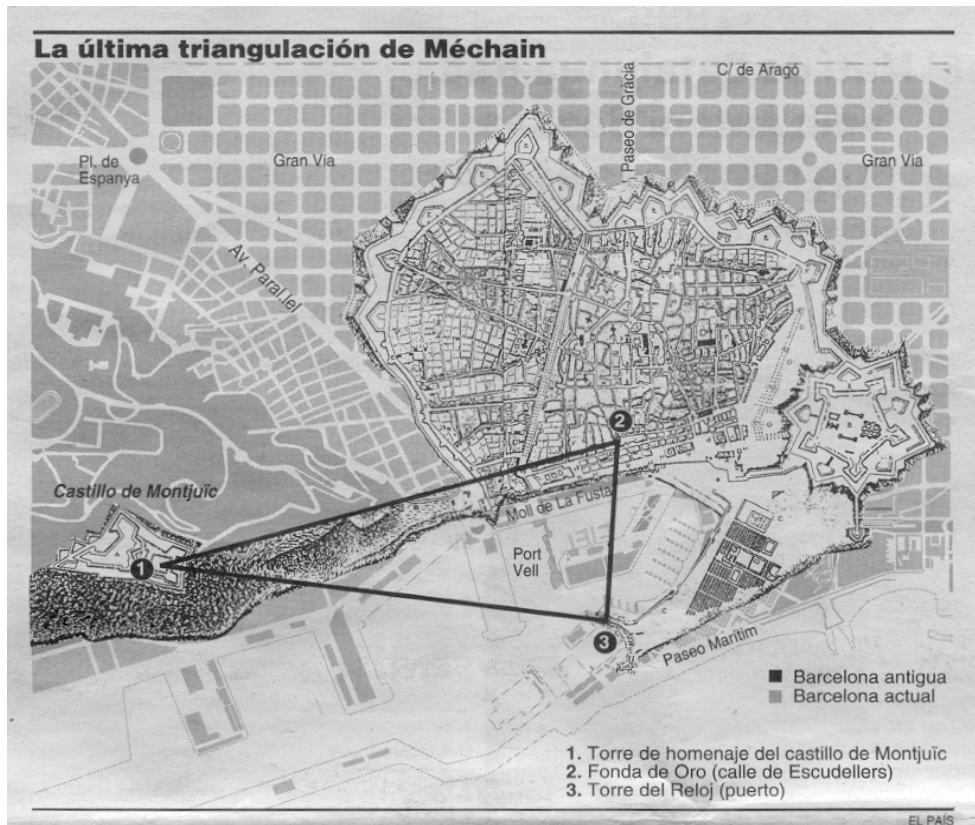 La última triangulación de Méchain
C/ de Aragó
Paseo de Gràcia
Pl. de
Espanya
Gran Via
Gran Via
Av. Paral.lel
2
Castillo de Montjuïc
Moll de La Fusta
1
Port
Vell
3
Paseo Marítim
Barcelona antigua
Barcelona actual
1. Torre de homenaje del castillo de Montjuïc
2. Fonda de Oro (calle de Escudellers)
3. Torre del Reloj (puerto)
EL PAÍS